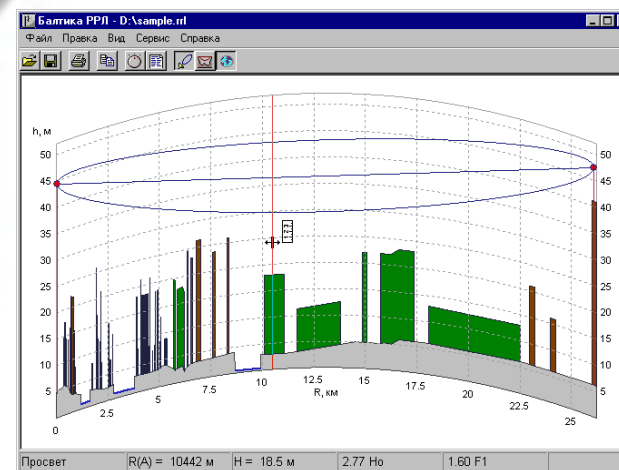 Балтика РРЛ - D:\sample.rrl
Файл Правка Вид Сервис Справка
h, м
50 50
45 45
40 40
35 35
30 30
25 25
20 20
15 15
10 10
5 5
0 2.5 5 7.5 10 12.5 15 17.5 20 22.5 25
R, км
Просвет R(A) = 10442 м H = 18.5 м 2.77 Ho 1.60 F1